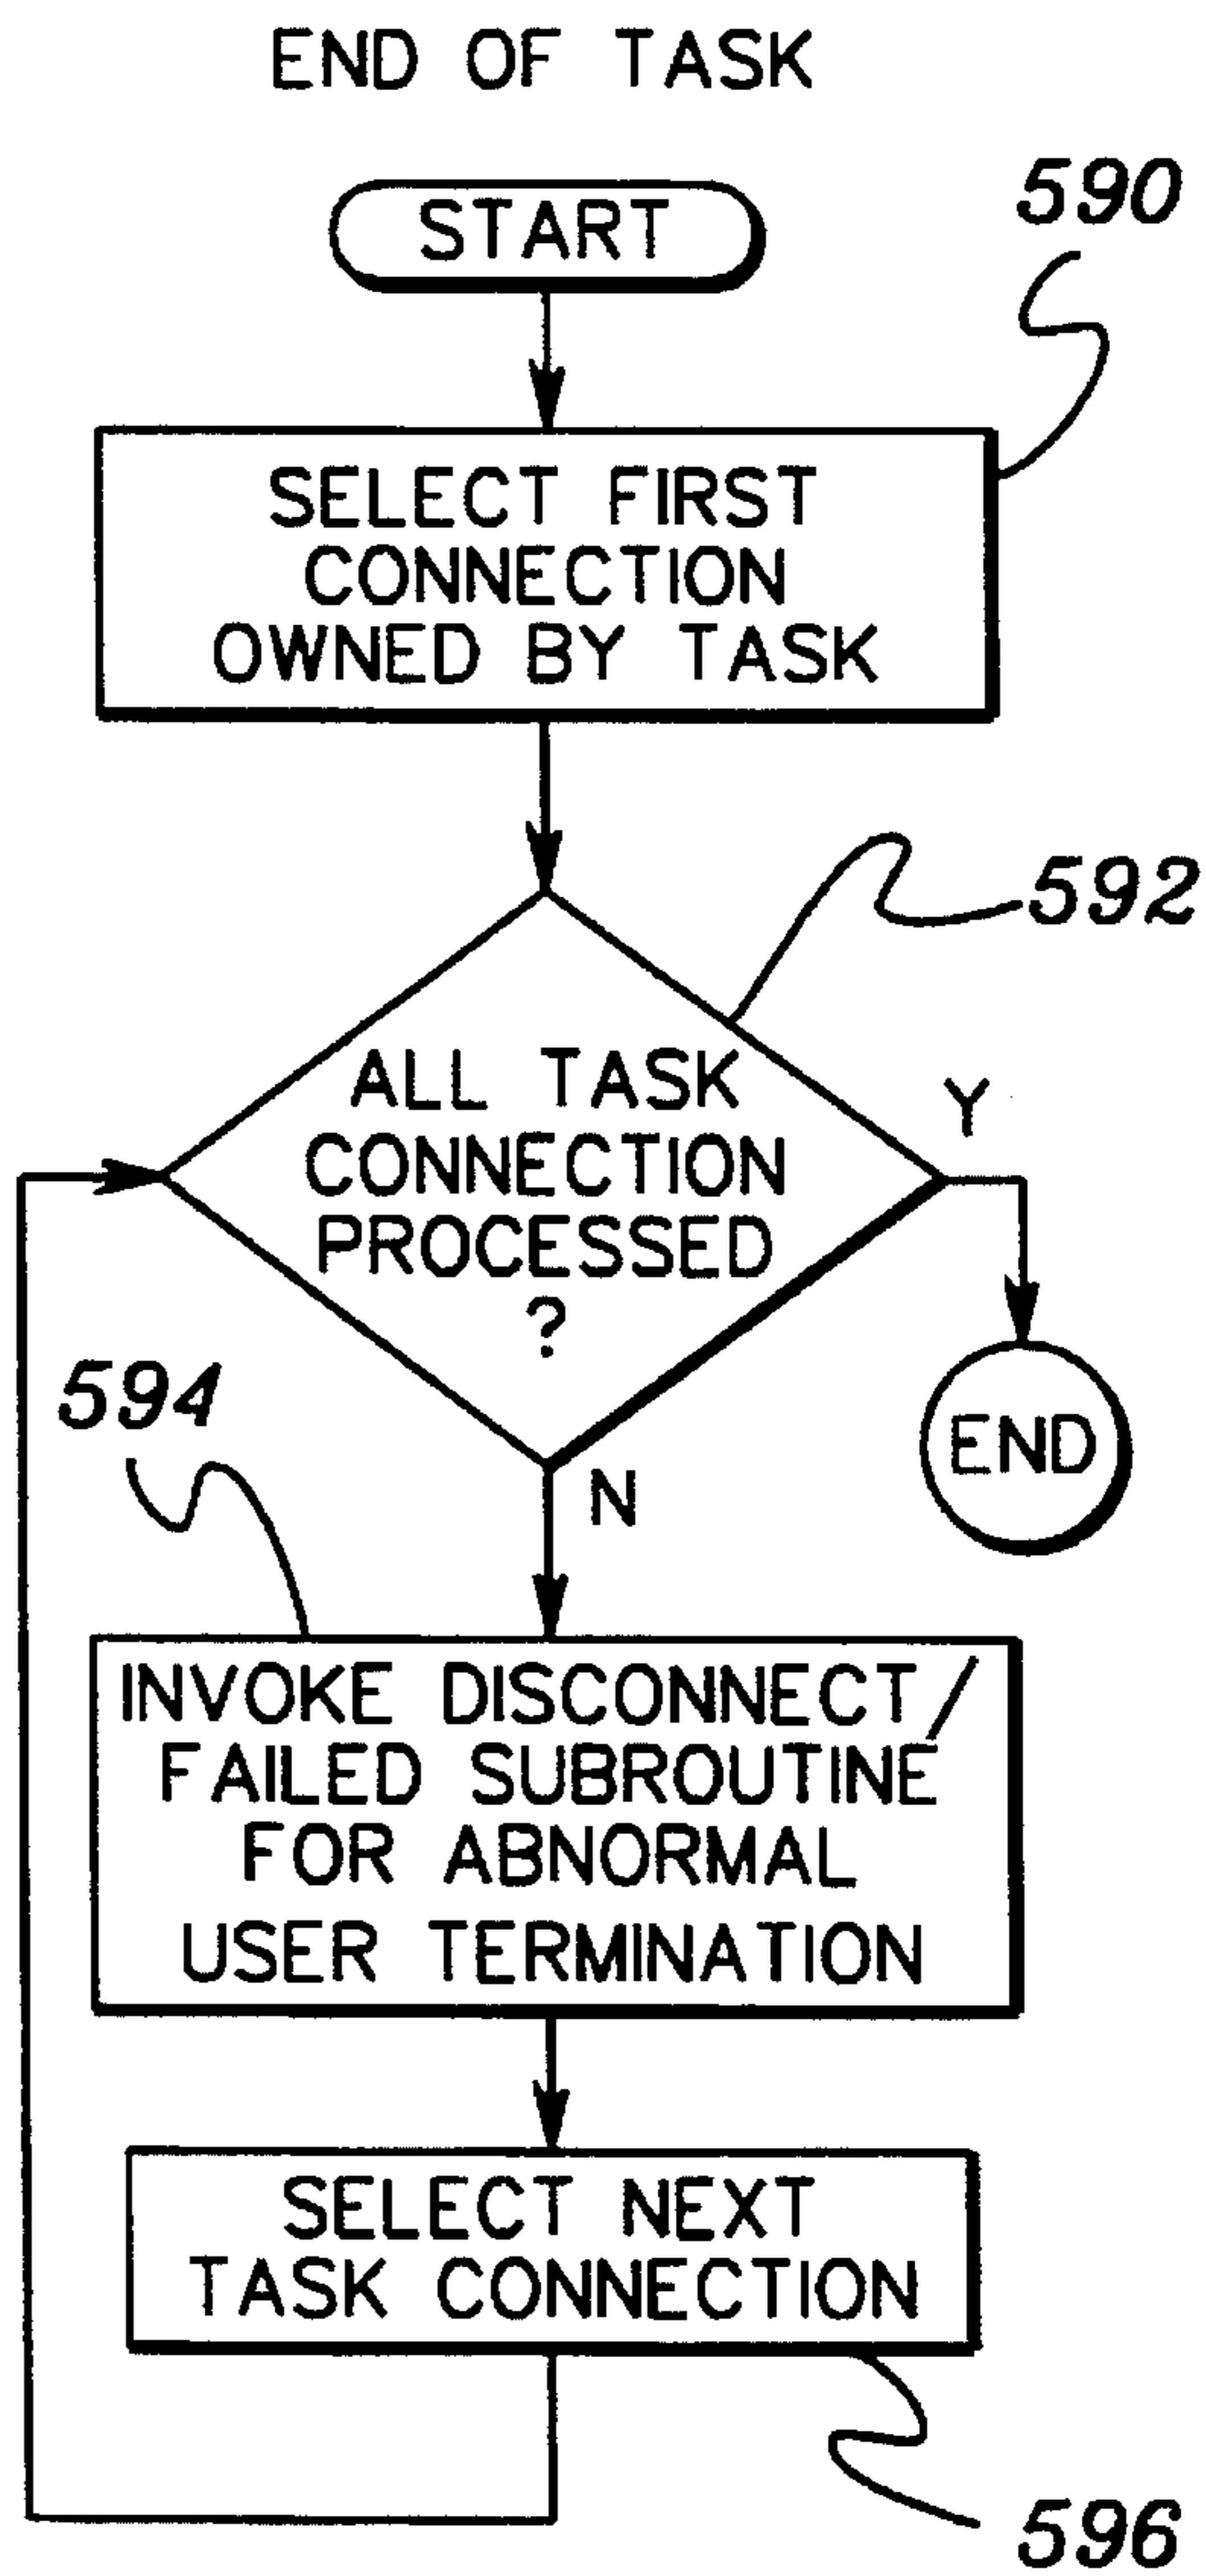 END OF TASK
START
590
SELECT FIRST
CONNECTION
OWNED BY TASK
592
ALL TASK
CONNECTION
PROCESSED
?
Y
END
594
N
INVOKE DISCONNECT/
FAILED SUBROUTINE
FOR ABNORMAL
USER TERMINATION
SELECT NEXT
TASK CONNECTION
596